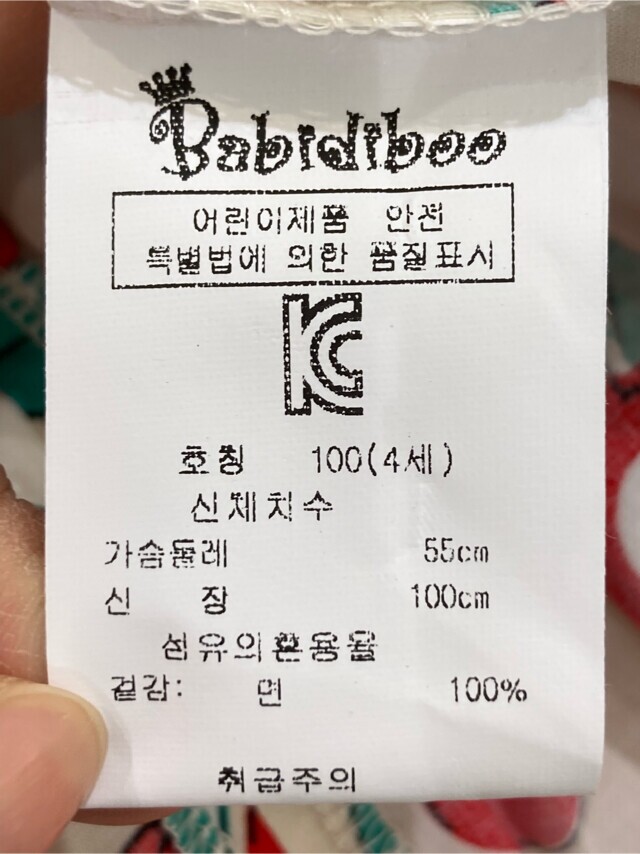 Babidiboo
어린이제품 안전
특별법에 의한 품질표시
KC
호칭 100(4세)
신체치수
가슴둘레 55cm
신 장 100cm
섬유의혼용율
겉감: 면 100%
취급주의